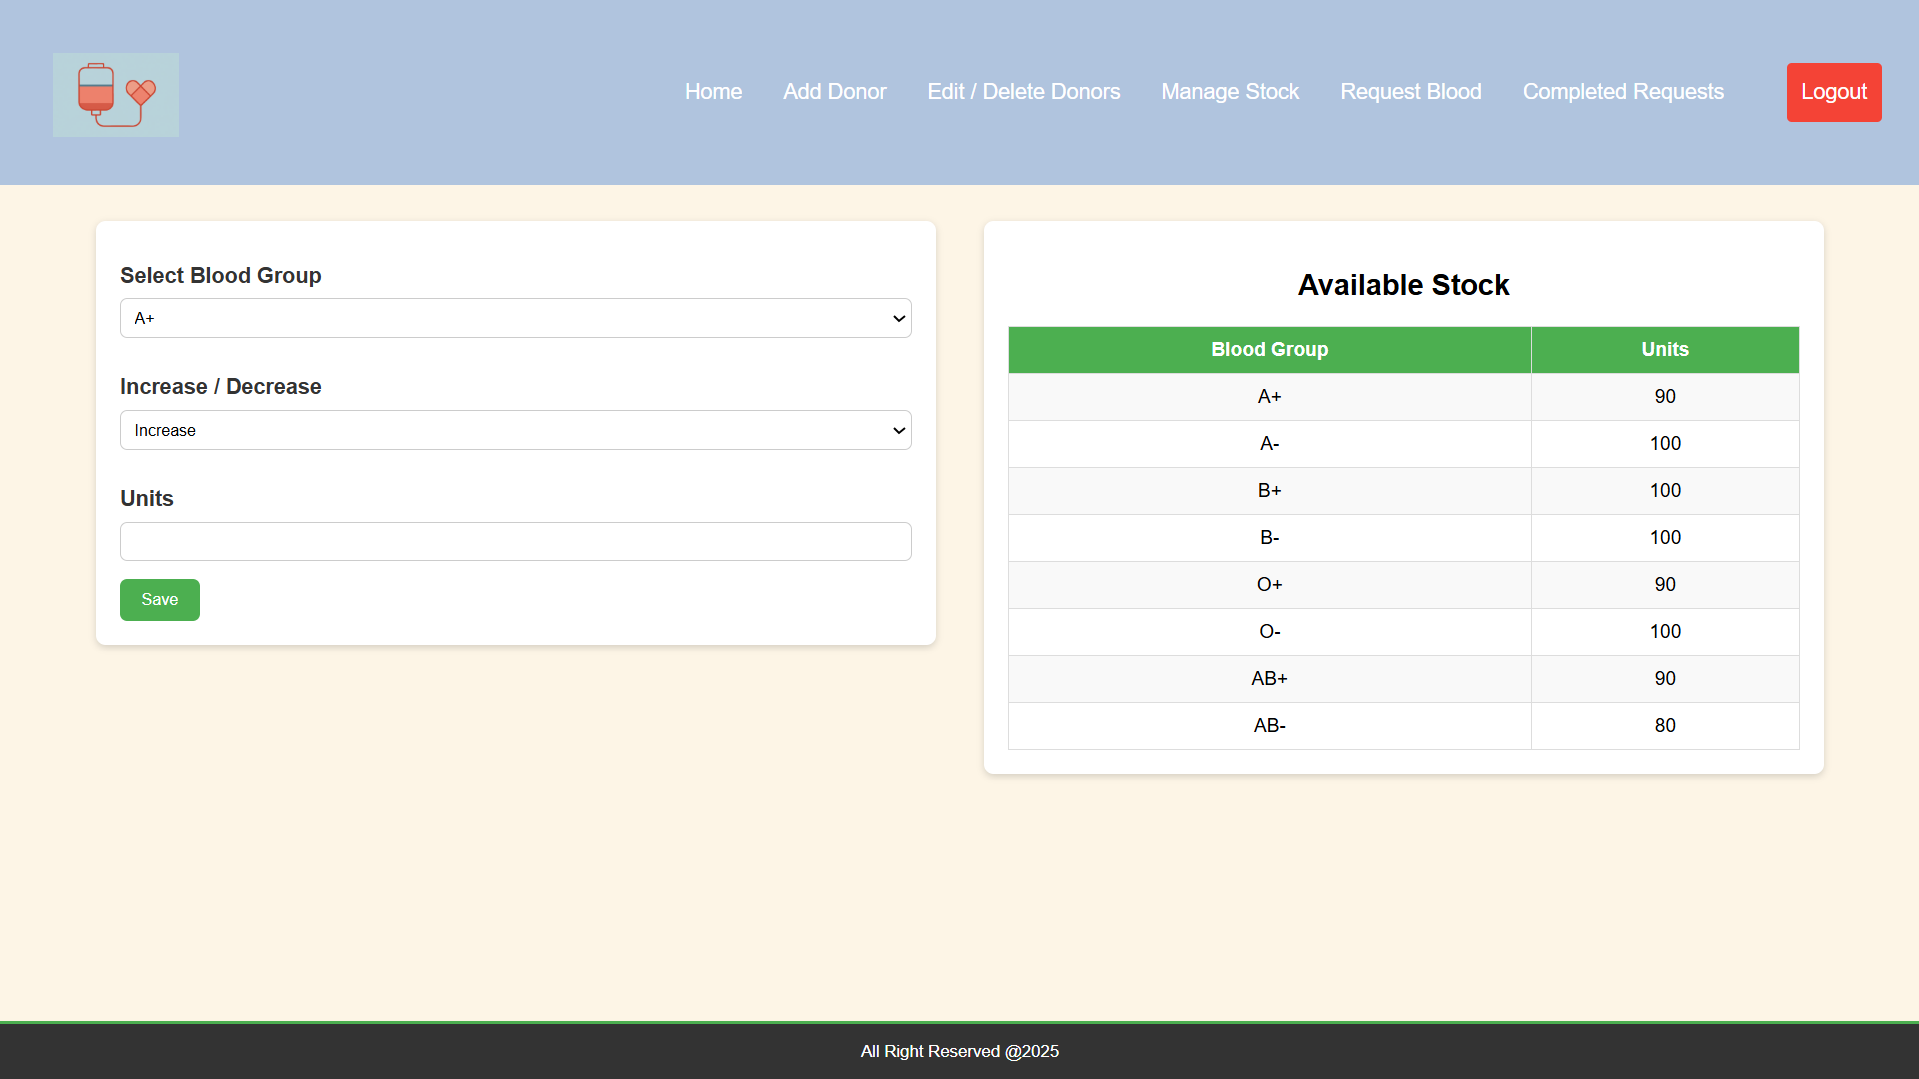 Home Add Donor Edit / Delete Donors Manage Stock Request Blood Completed Requests Logout
Select Blood Group
A+
Increase / Decrease
Increase
Units
Save
Available Stock
Blood Group Units
A+ 90
A- 100
B+ 100
B- 100
O+ 90
O- 100
AB+ 90
AB- 80
All Right Reserved @2025